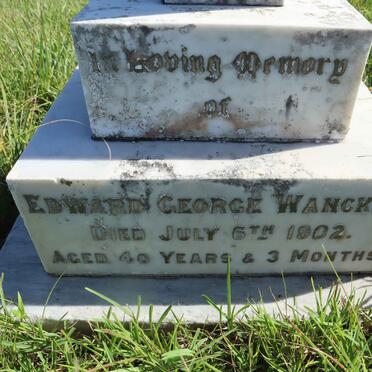 In Loving Memory
of
EDWARD GEORGE WANCK
DIED JULY 6TH 1902.
AGED 40 YEARS & 3 MONTHS